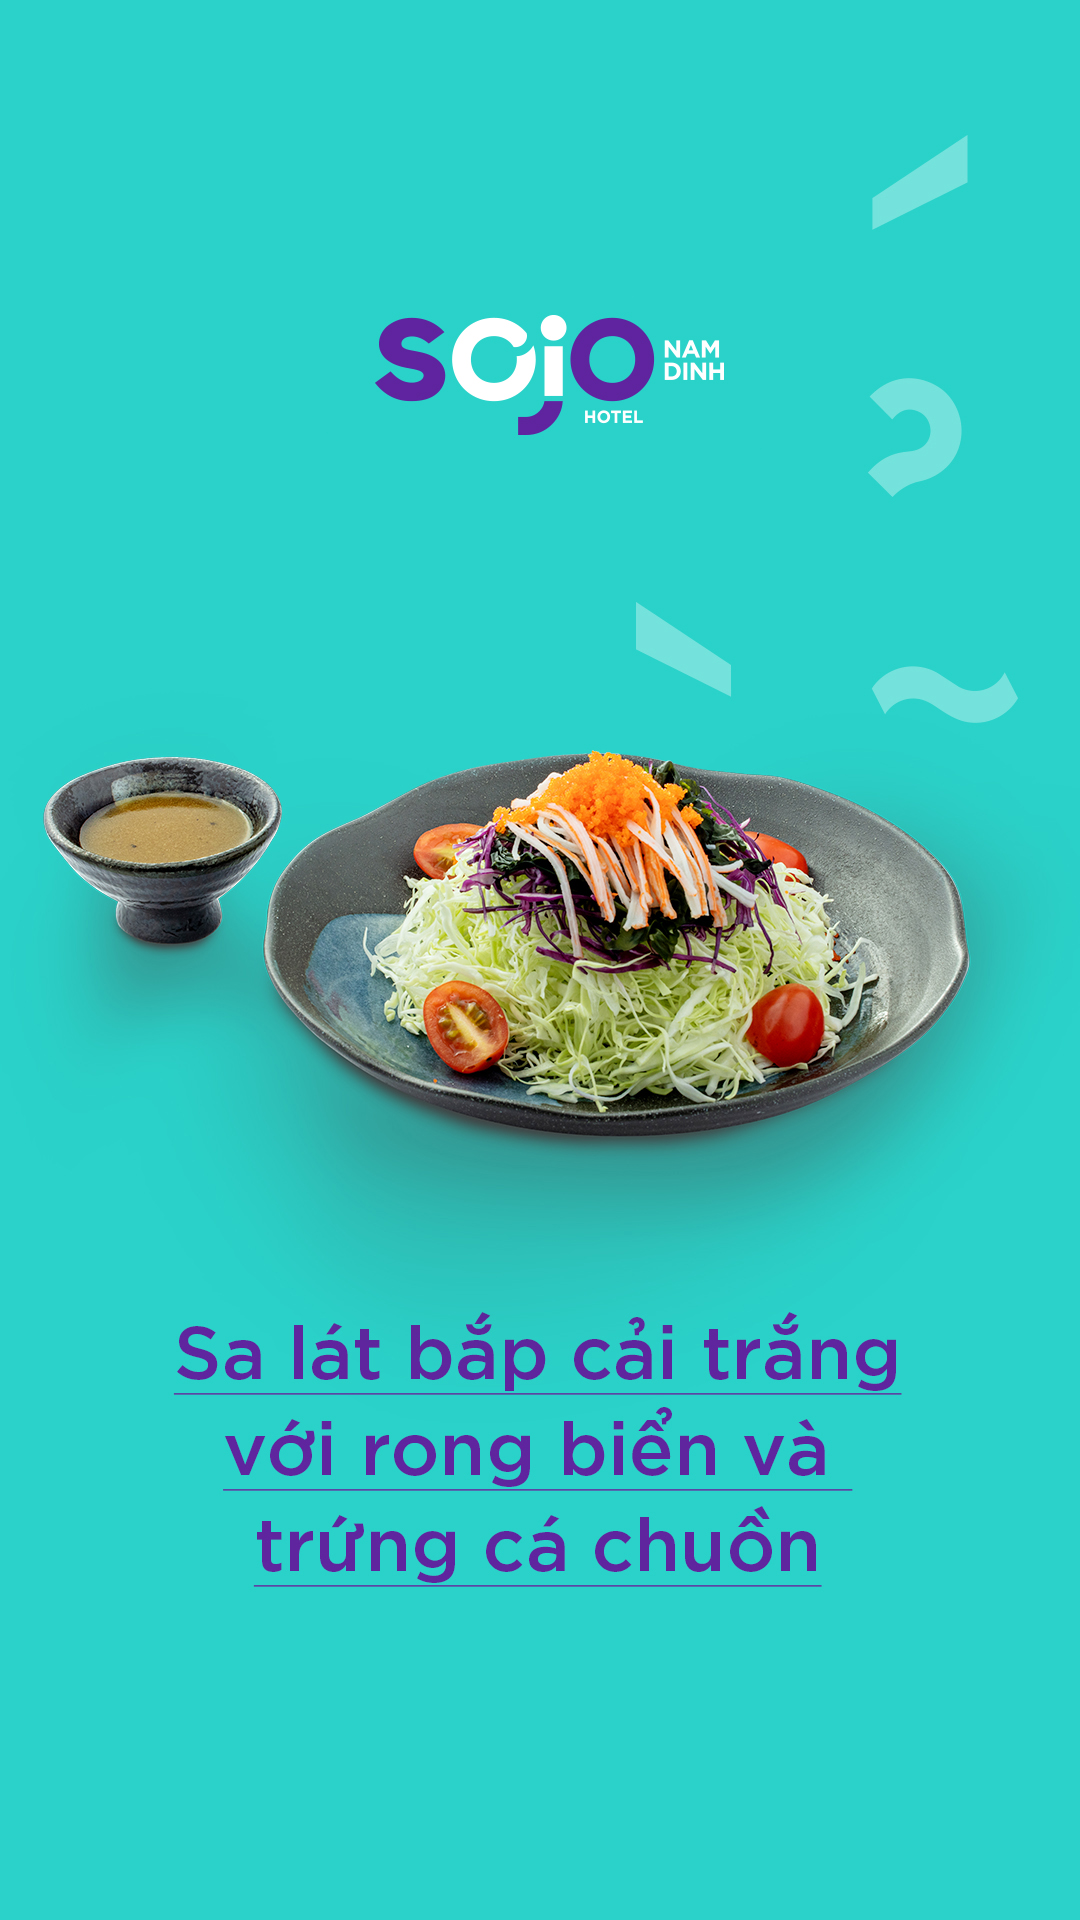 sojo
NAM
DINH
HOTEL
Sa lát bắp cải trắng
với rong biển và
trứng cá chuồn